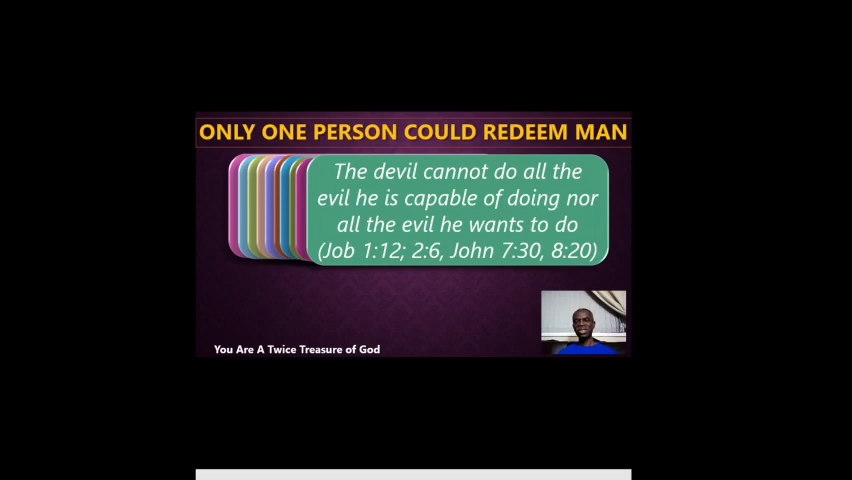 ONLY ONE PERSON COULD REDEEM MAN
The devil cannot do all the
evil he is capable of doing nor
all the evil he wants to do
(Job 1:12; 2:6, John 7:30, 8:20)
You Are A Twice Treasure of God